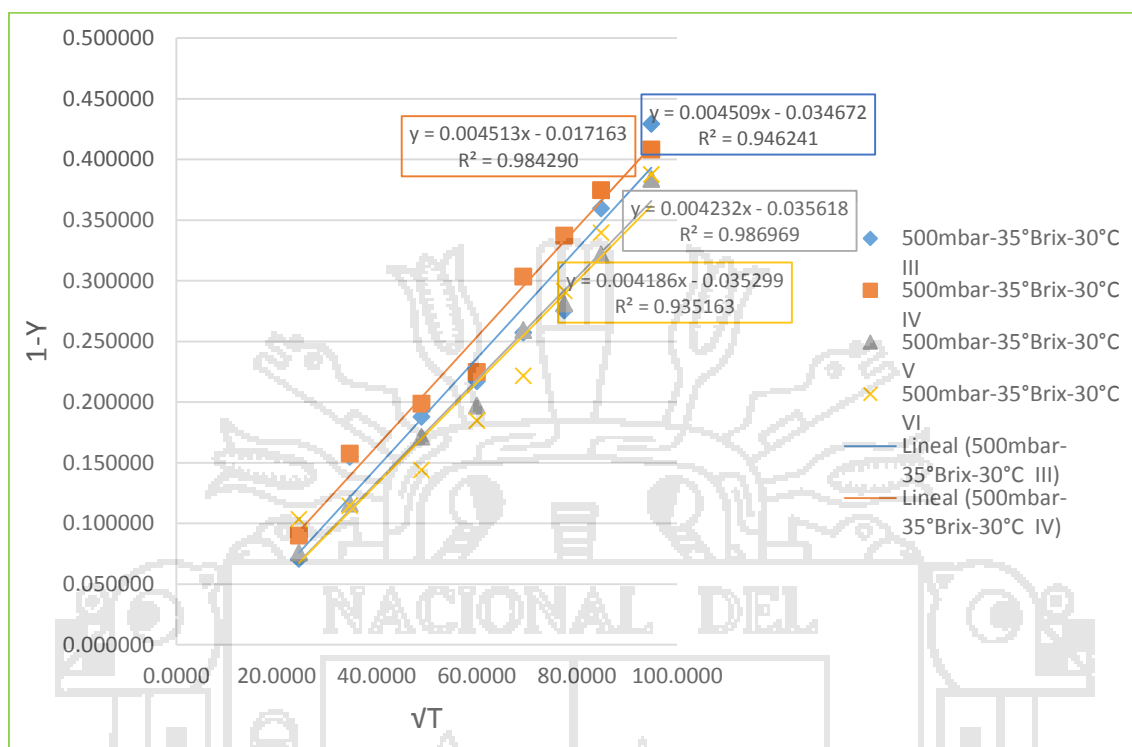 0.500000
0.450000
0.400000
0.350000
0.300000
0.250000
0.200000
0.150000
0.100000
0.050000
0.000000
1-Y
y = 0.004509x - 0.034672
R² = 0.946241
y = 0.004513x - 0.017163
R² = 0.984290
y = 0.004232x - 0.035618
R² = 0.986969
y = 0.004186x - 0.035299
R² = 0.935163
500mbar-35°Brix-30°C
III
500mbar-35°Brix-30°C
IV
500mbar-35°Brix-30°C
V
500mbar-35°Brix-30°C
VI
Lineal (500mbar-
35°Brix-30°C III)
Lineal (500mbar-
35°Brix-30°C IV)
NACIONAL DEL
0.0000 20.0000 40.0000 60.0000 80.0000 100.0000
√T